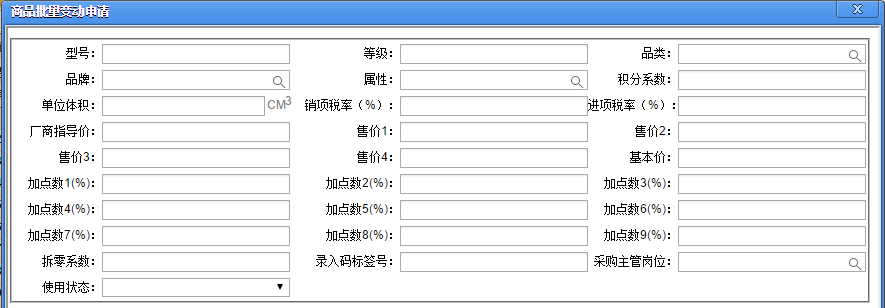 商品批量变动申请
型号： 等级： 品类：
品牌： 属性： 积分系数：
单位体积： CM3 销项税率（%）： 进项税率（%）：
厂商指导价： 售价1： 售价2：
售价3： 售价4： 基本价：
加点数1(%)： 加点数2(%)： 加点数3(%)：
加点数4(%)： 加点数5(%)： 加点数6(%)：
加点数7(%)： 加点数8(%)： 加点数9(%)：
拆零系数： 录入码标签号： 采购主管岗位：
使用状态：